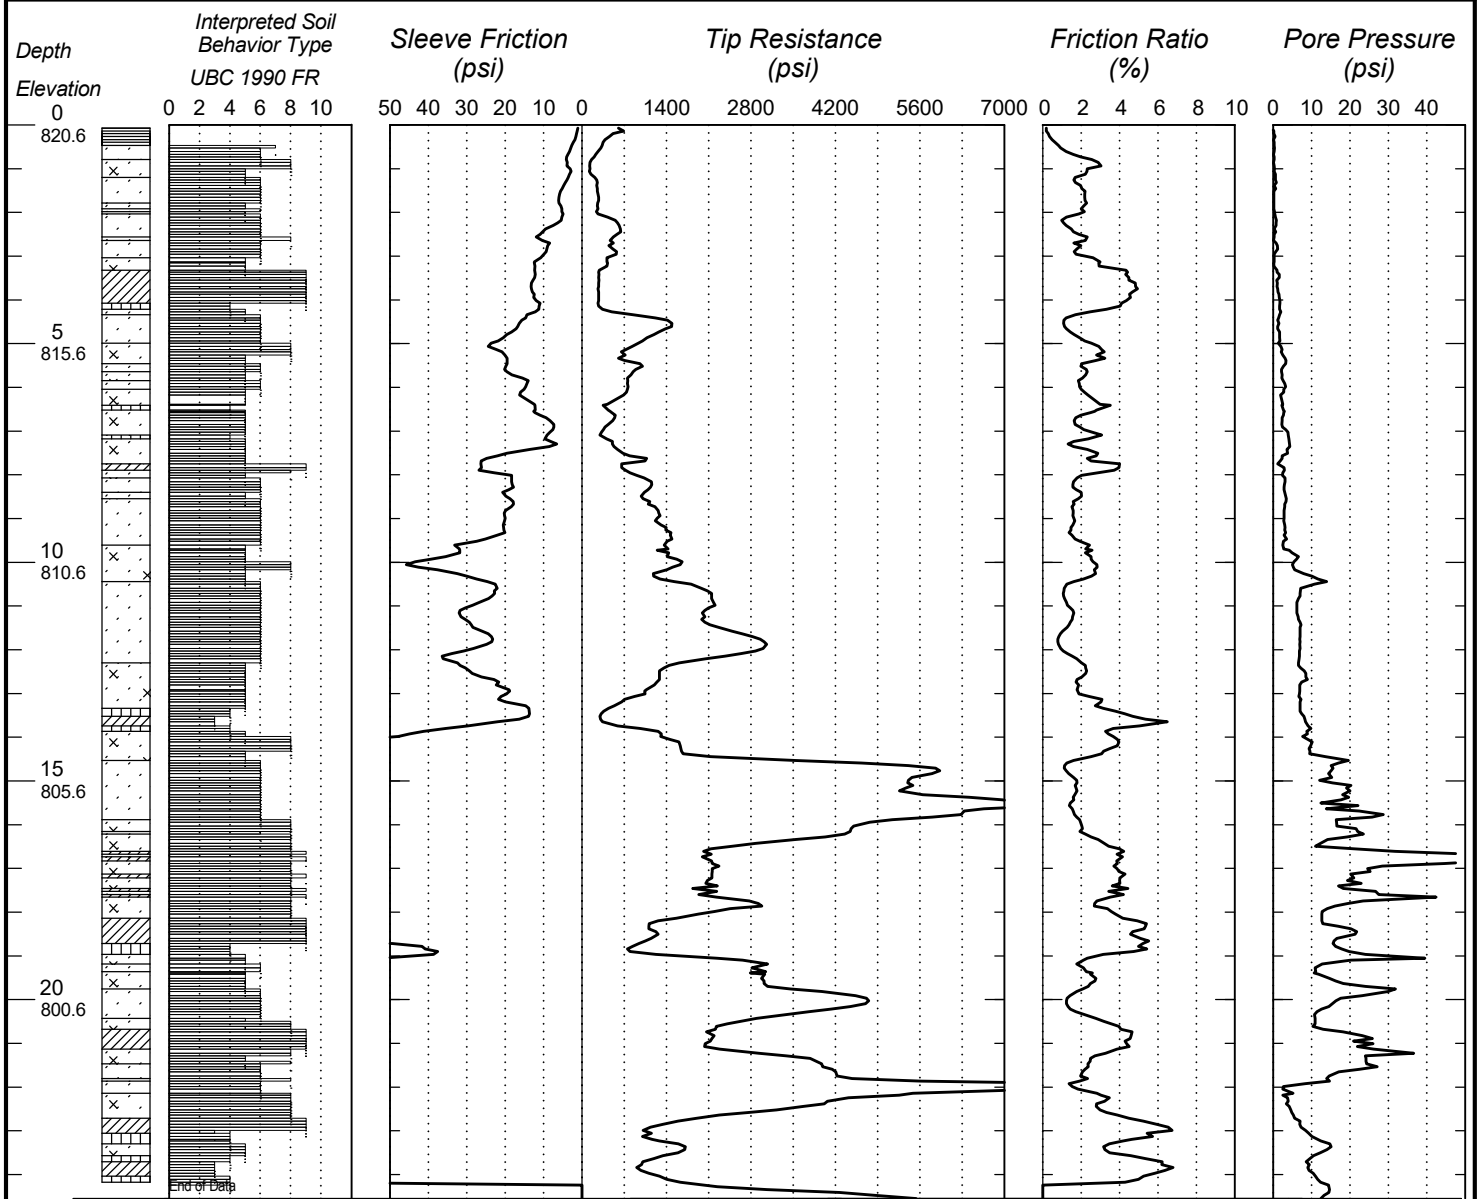 Depth
Elevation
Interpreted Soil
Behavior Type
UBC 1990 FR
Sleeve Friction
(psi)
Tip Resistance
(psi)
Friction Ratio
(%)
Pore Pressure
(psi)
0 2 4 6 8 10
50 40 30 20 10 0
1400 2800 4200 5600 7000
0 2 4 6 8 10
0 10 20 30 40
0
820.6
5
815.6
10
810.6
15
805.6
20
800.6
End of Data